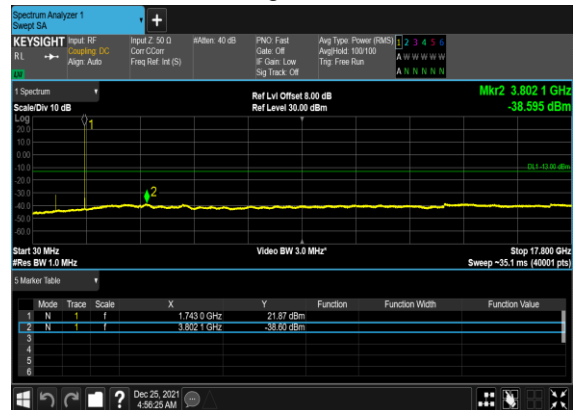 Spectrum Analyzer 1
Swept SA
+
KEYSIGHT Input: RF
RL
Coupling: DC
Align: Auto
LW
Input Z: 50 Ω
Corr CCorr
Freq Ref: Int (S)
#Atten: 40 dB
PNO: Fast
Gate: Off
IF Gain: Low
Sig Track: Off
Avg Type: Power (RMS)
Avg|Hold: 100/100
Trig: Free Run
1 2 3 4 5 6
A W W W W W
A N N N N N
1 Spectrum
Scale/Div 10 dB
Ref Lvl Offset 8.00 dB
Ref Level 30.00 dBm
Mkr2 3.802 1 GHz
-38.595 dBm
Log
20.0
10.0
0.00
-10.0
-20.0
-30.0
-40.0
-50.0
-60.0
1
2
DL1 -13.00 dBm
Start 30 MHz
#Res BW 1.0 MHz
Video BW 3.0 MHz*
Stop 17.800 GHz
Sweep ~35.1 ms (40001 pts)
5 Marker Table
Mode Trace Scale X Y Function Function Width Function Value
1 N 1 f 1.743 0 GHz 21.87 dBm
2 N 1 f 3.802 1 GHz -38.60 dBm
3
4
5
6
?
Dec 25, 2021
4:56:25 AM